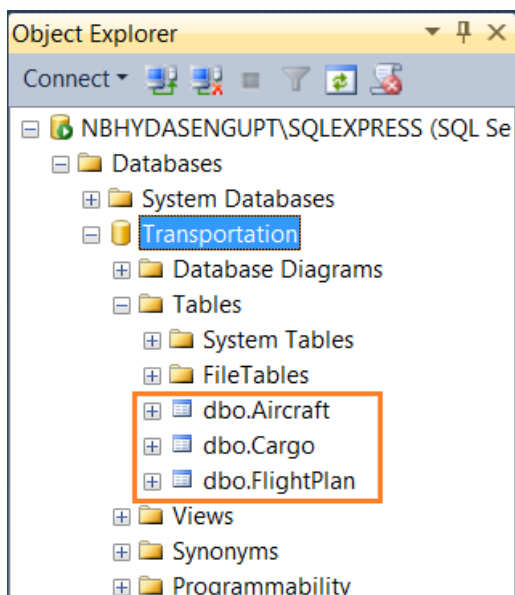 Object Explorer
Connect
NBHYDASENGUPT\SQLEXPRESS (SQL Se
Databases
System Databases
Transportation
Database Diagrams
Tables
System Tables
FileTables
dbo.Aircraft
dbo.Cargo
dbo.FlightPlan
Views
Synonyms
Programmability